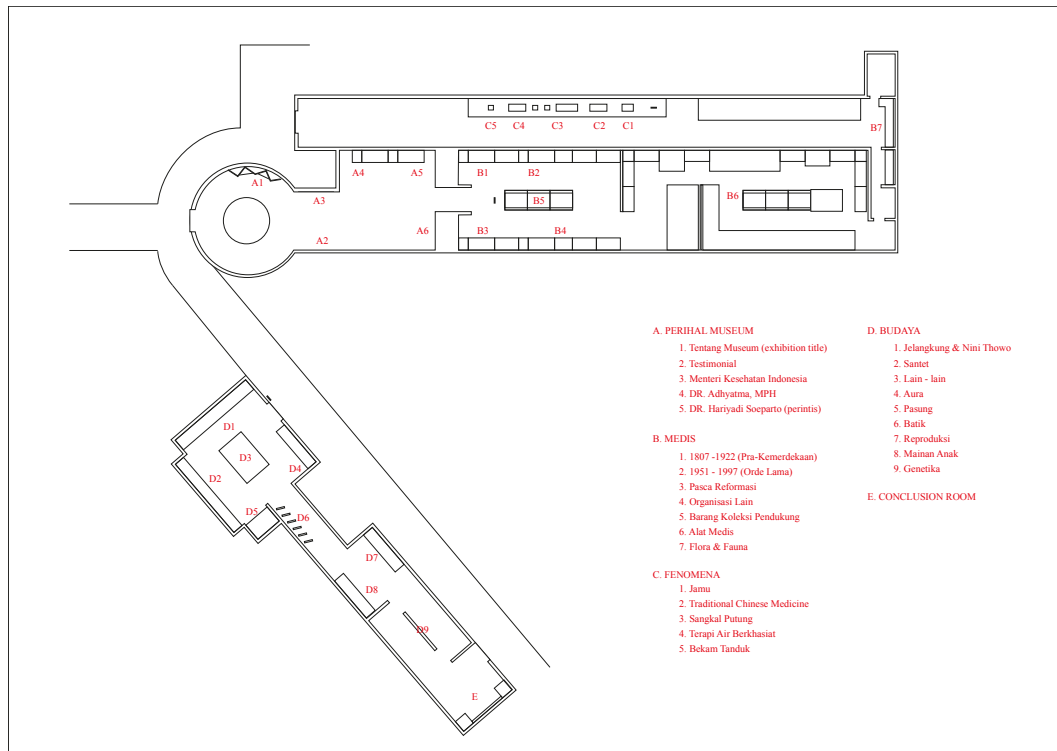 B7
C5 C4 C3 C2 C1
A4 A5 B1 B2
A1
A3 B5 B6
A2 A6 B3 B4
D1
D3
D2 D4
D5 D6
D7
D8
D9
E
A. PERIHAL MUSEUM
1. Tentang Museum (exhibition title)
2. Testimonial
3. Menteri Kesehatan Indonesia
4. DR. Adhyatma, MPH
5. DR. Hariyadi Soeparto (perintis)
B. MEDIS
1. 1807 -1922 (Pra-Kemerdekaan)
2. 1951 - 1997 (Orde Lama)
3. Pasca Reformasi
4. Organisasi Lain
5. Barang Koleksi Pendukung
6. Alat Medis
7. Flora & Fauna
C. FENOMENA
1. Jamu
2. Traditional Chinese Medicine
3. Sangkal Putung
4. Terapi Air Berkhasiat
5. Bekam Tanduk
D. BUDAYA
1. Jelangkung & Nini Thowo
2. Santet
3. Lain - lain
4. Aura
5. Pasung
6. Batik
7. Reproduksi
8. Mainan Anak
9. Genetika
E. CONCLUSION ROOM